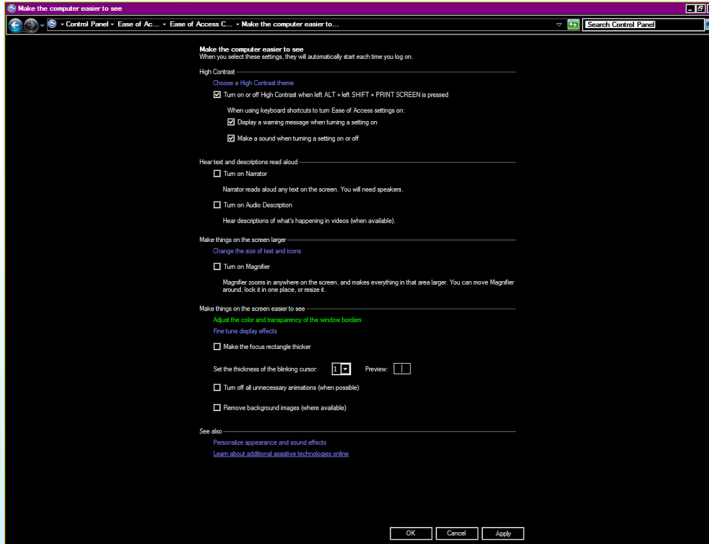 Make the computer easier to see
Control Panel Ease of Ac... Ease of Access C... Make the computer easier to...
Search Control Panel
Make the computer easier to see
When you select these settings, they will automatically start each time you log on.
High Contrast
Choose a High Contrast theme
Turn on or off High Contrast when left ALT + left SHIFT + PRINT SCREEN is pressed
When using keyboard shortcuts to turn Ease of Access settings on:
Display a warning message when turning a setting on
Make a sound when turning a setting on or off
Hear text and descriptions read aloud
Turn on Narrator
Narrator reads aloud any text on the screen. You will need speakers.
Turn on Audio Description
Hear descriptions of what's happening in videos (when available).
Make things on the screen larger
Change the size of text and icons
Turn on Magnifier
Magnifier zooms in anywhere on the screen, and makes everything in that area larger. You can move Magnifier
around, lock it in one place, or resize it.
Make things on the screen easier to see
Adjust the color and transparency of the window borders
Fine tune display effects
Make the focus rectangle thicker
Set the thickness of the blinking cursor: 1 Preview:
Turn off all unnecessary animations (when possible)
Remove background images (where available)
See also
Personalize appearance and sound effects
Learn about additional assistive technologies online
OK Cancel Apply